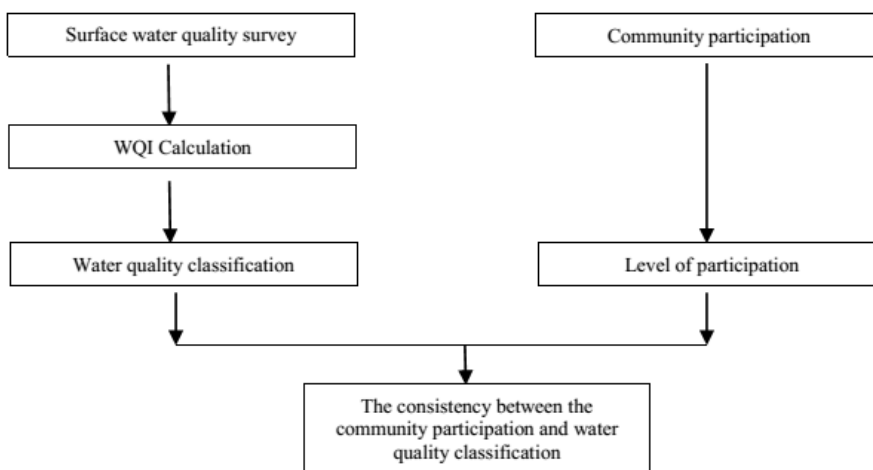 Surface water quality survey
Community participation
WQI Calculation
Water quality classification
Level of participation
The consistency between the
community participation and water
quality classification